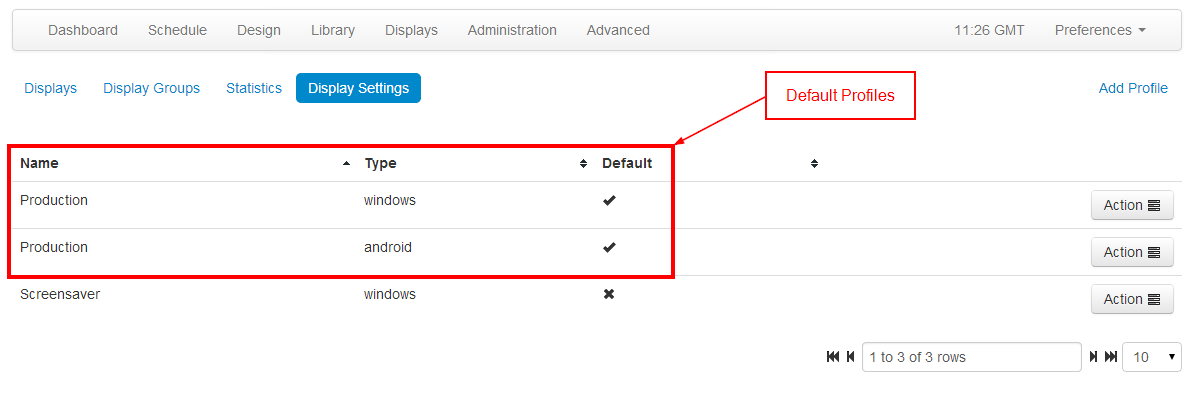 Dashboard Schedule Design Library Displays Administration Advanced 11:26 GMT Preferences
Displays Display Groups Statistics Display Settings Default Profiles Add Profile
Name Type Default
Production windows Action
Production android Action
Screensaver windows Action
1 to 3 of 3 rows 10